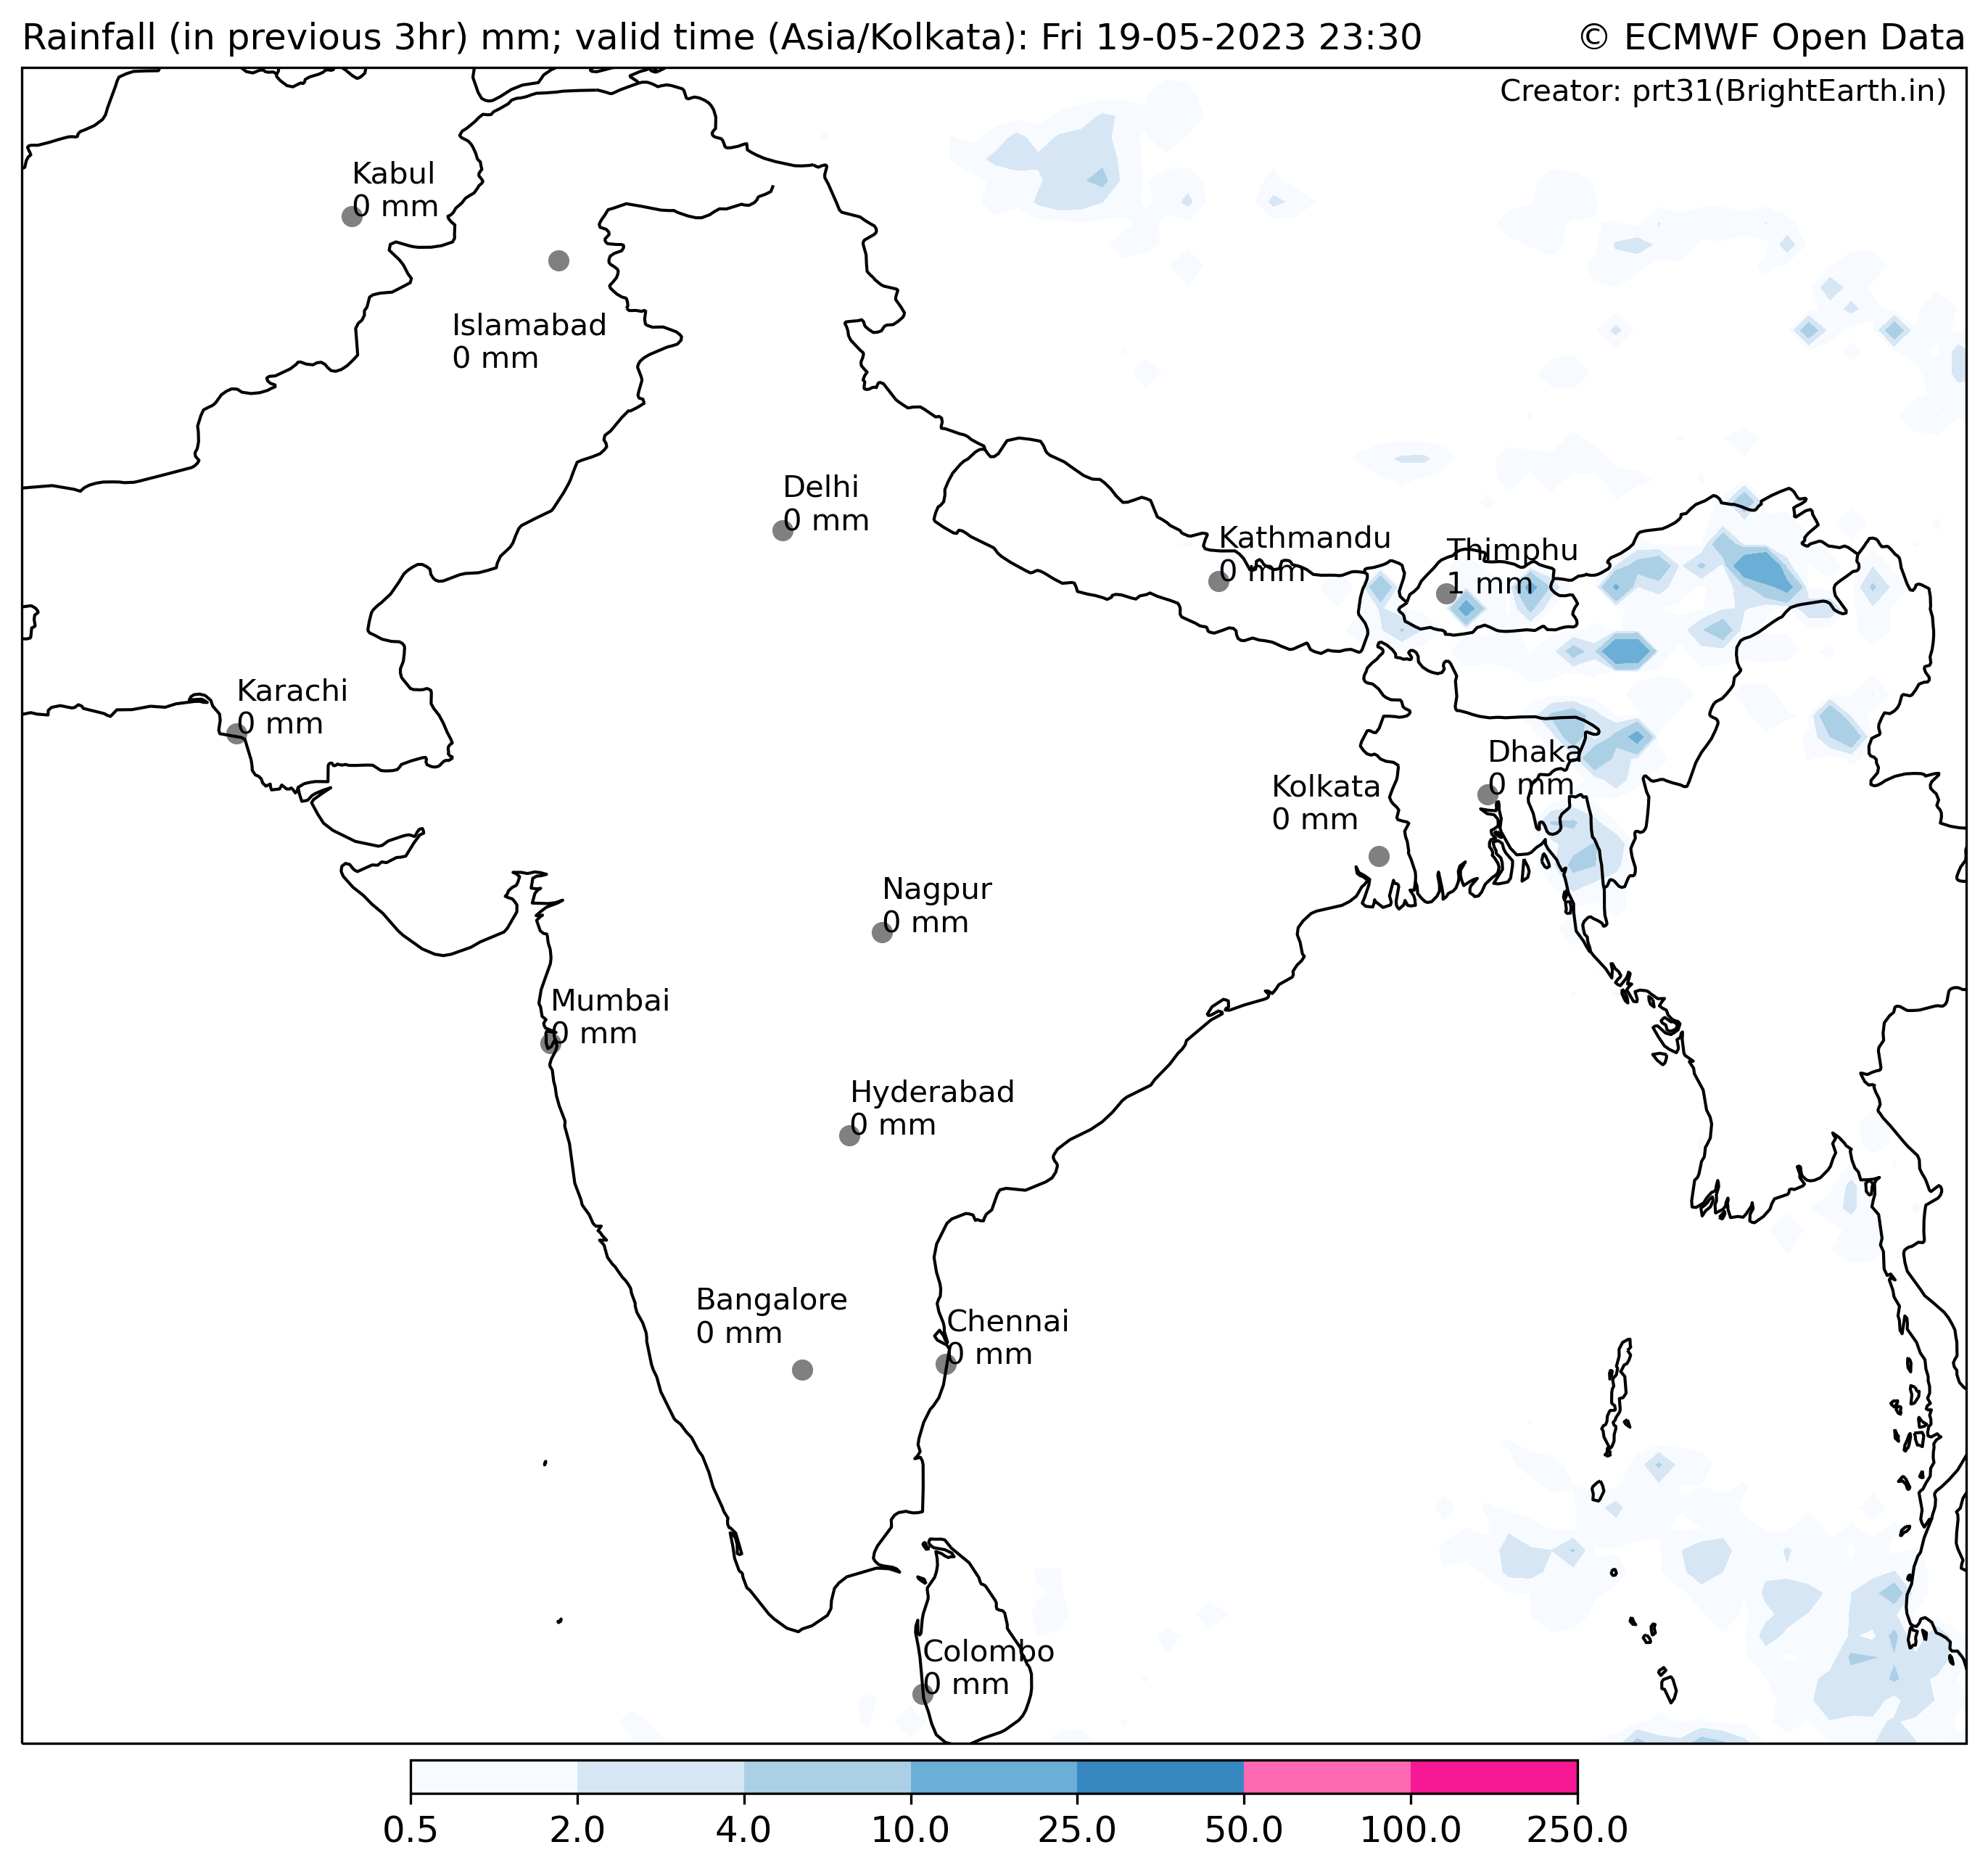 Rainfall (in previous 3hr) mm; valid time (Asia/Kolkata): Fri 19-05-2023 23:30
© ECMWF Open Data
Creator: prt31(BrightEarth.in)
Kabul
0 mm
Islamabad
0 mm
Delhi
0 mm
Kathmandu
0 mm
Thimphu
1 mm
Karachi
0 mm
Dhaka
0 mm
Kolkata
0 mm
Nagpur
0 mm
Mumbai
0 mm
Hyderabad
0 mm
Bangalore
0 mm
Chennai
0 mm
Colombo
0 mm
0.5 2.0 4.0 10.0 25.0 50.0 100.0 250.0